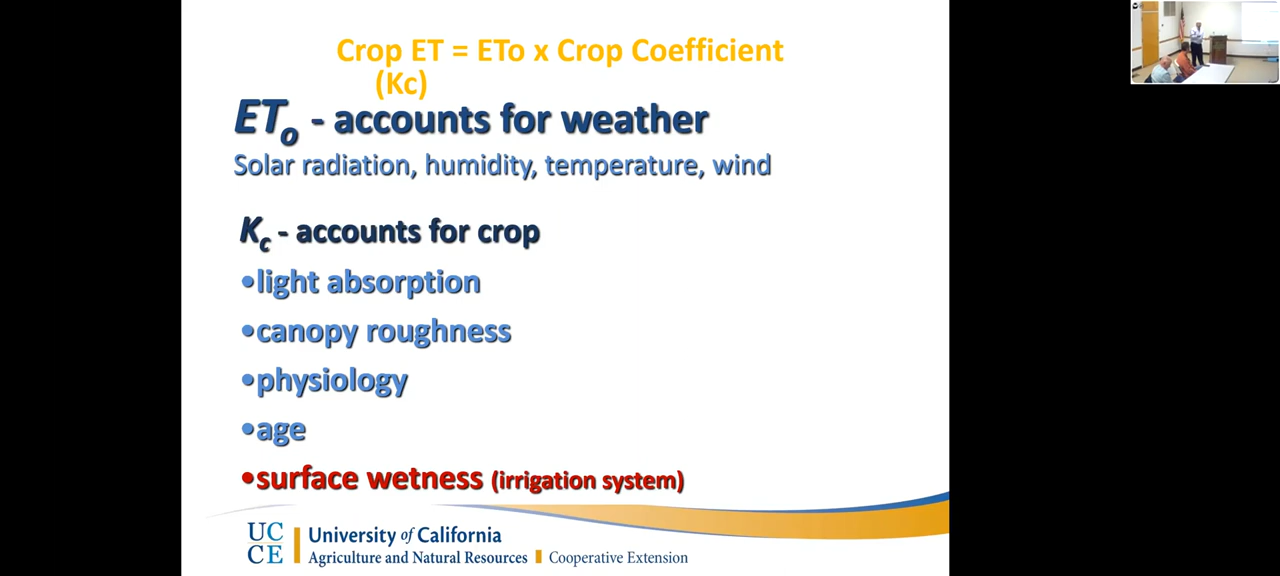 Crop ET = ETo x Crop Coefficient
(Kc)
ETo - accounts for weather
Solar radiation, humidity, temperature, wind
Kc - accounts for crop
•light absorption
•canopy roughness
•physiology
•age
•surface wetness (irrigation system)
UC
CE
University of California
Agriculture and Natural Resources Cooperative Extension